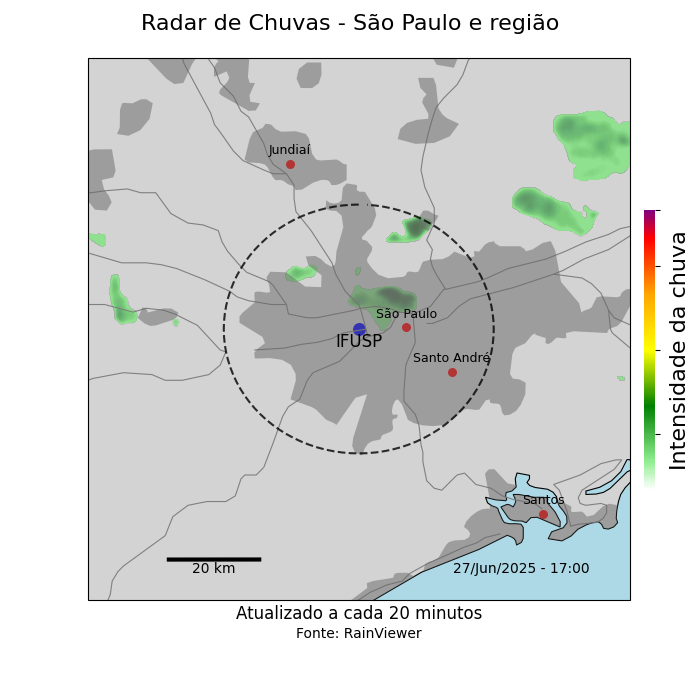 Radar de Chuvas - São Paulo e região
Jundiaí
São Paulo
IFUSP
Santo André
Santos
20 km
27/Jun/2025 - 17:00
Intensidade da chuva
Atualizado a cada 20 minutos
Fonte: RainViewer